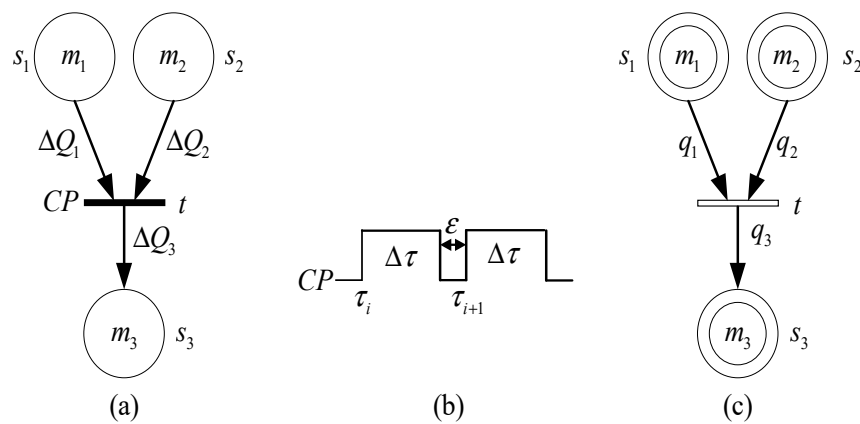 s₁ m₁ m₂ s₂
ΔQ₁ ΔQ₂
CP t
ΔQ₃
m₃ s₃
(a)
ε
Δτ Δτ
CP
τᵢ τᵢ₊₁
(b)
s₁ m₁ m₂ s₂
q₁ q₂
t
q₃
m₃ s₃
(c)